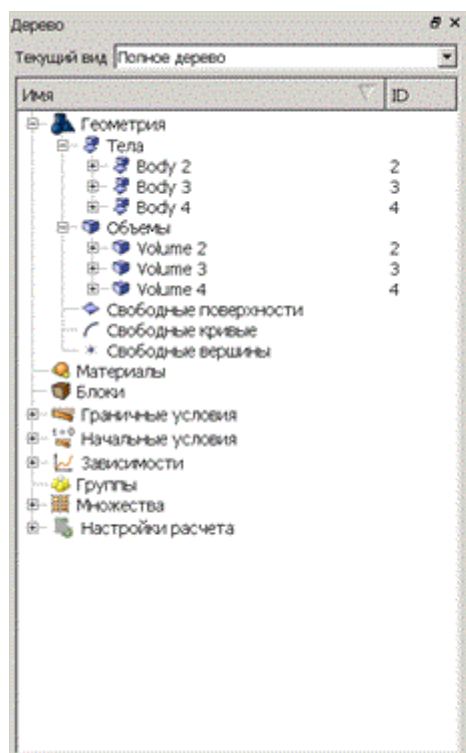 Дерево
Текущий вид Полное дерево
Имя ID
Геометрия
Тела
Body 2 2
Body 3 3
Body 4 4
Объемы
Volume 2 2
Volume 3 3
Volume 4 4
Свободные поверхности
Свободные кривые
Свободные вершины
Материалы
Блоки
Граничные условия
t=0 Начальные условия
Зависимости
Группы
Множества
Настройки расчета